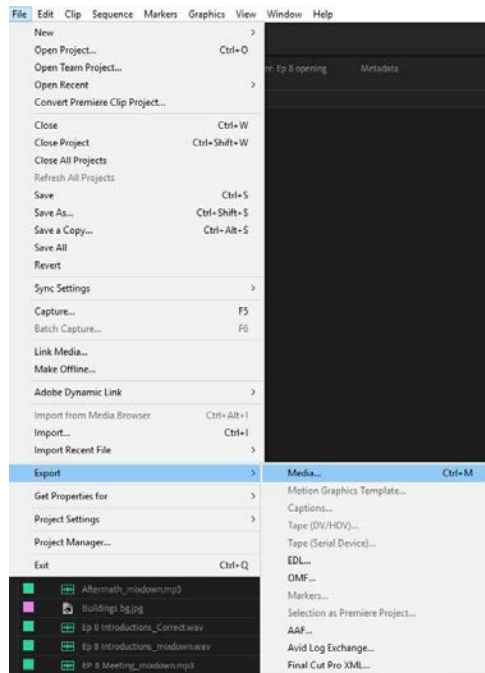 File Edit Clip Sequence Markers Graphics View Window Help
New >
Open Project... Ctrl+O
Open Team Project...
er: Ep 8 opening Metadata
Open Recent >
Convert Premiere Clip Project...
Close Ctrl+W
Close Project Ctrl+Shift+W
Close All Projects
Refresh All Projects
Save Ctrl+S
Save As... Ctrl+Shift+S
Save a Copy... Ctrl+Alt+S
Save All
Revert
Sync Settings >
Capture... F5
Batch Capture... F6
Link Media...
Make Offline...
Adobe Dynamic Link >
Import from Media Browser Ctrl+Alt+I
Import... Ctrl+I
Import Recent File >
Export >
Get Properties for >
Project Settings >
Project Manager...
Exit Ctrl+Q
Media... Ctrl+M
Motion Graphics Template...
Captions...
Tape (DV/HDV)...
Tape (Serial Device)...
EDL...
OMF...
Markers...
Selection as Premiere Project...
AAF...
Avid Log Exchange...
Final Cut Pro XML...
Aftermath_mixdown.mp3
Buildings bg.jpg
Ep 8 Introductions_Correct.wav
Ep 8 Introductions_mixdown.wav
EP 8 Meeting_mixdown.mp3